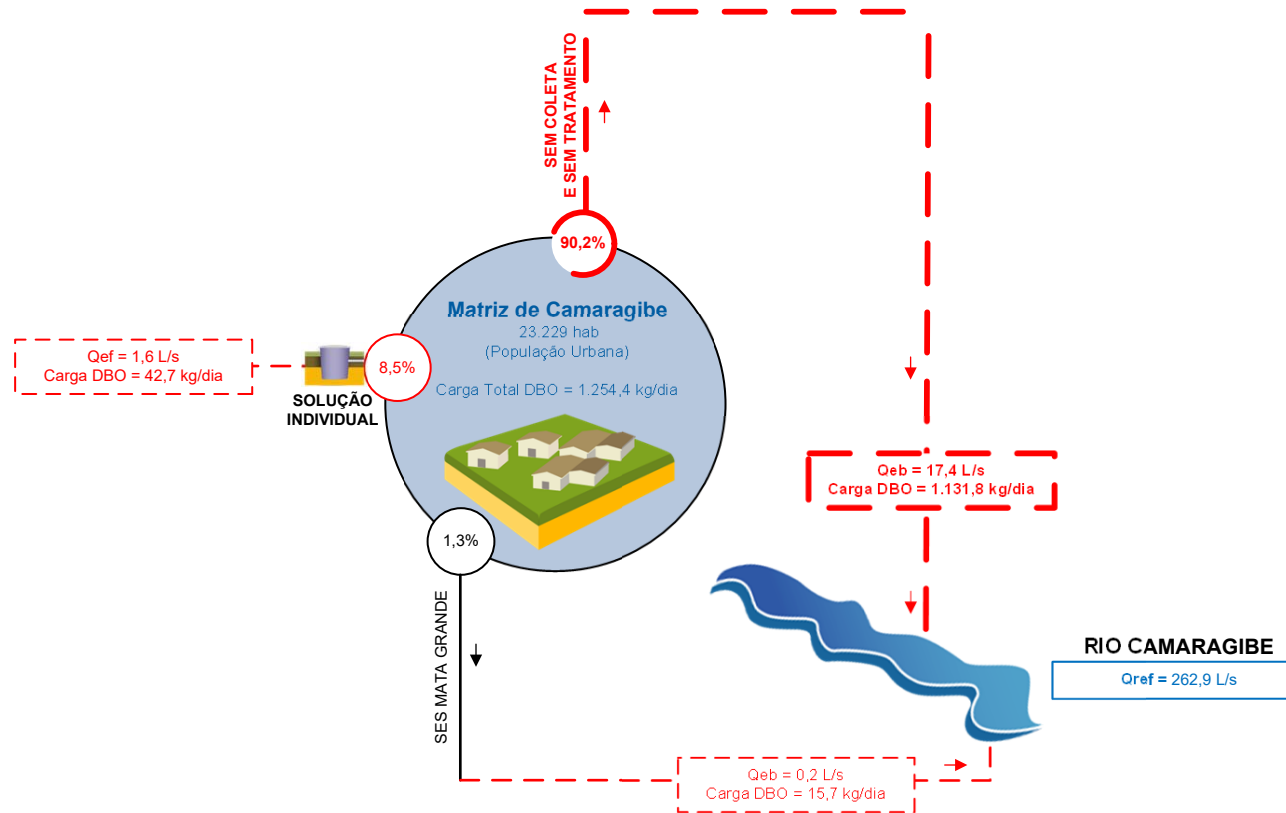 SEM COLETA
E SEM TRATAMENTO
90,2%
Matriz de Camaragibe
23.229 hab
(População Urbana)
Carga Total DBO = 1.254,4 kg/dia
Qef = 1,6 L/s
Carga DBO = 42,7 kg/dia
8,5%
SOLUÇÃO
INDIVIDUAL
Qeb = 17,4 L/s
Carga DBO = 1.131,8 kg/dia
1,3%
SES MATA GRANDE
RIO CAMARAGIBE
Qref = 262,9 L/s
Qeb = 0,2 L/s
Carga DBO = 15,7 kg/dia